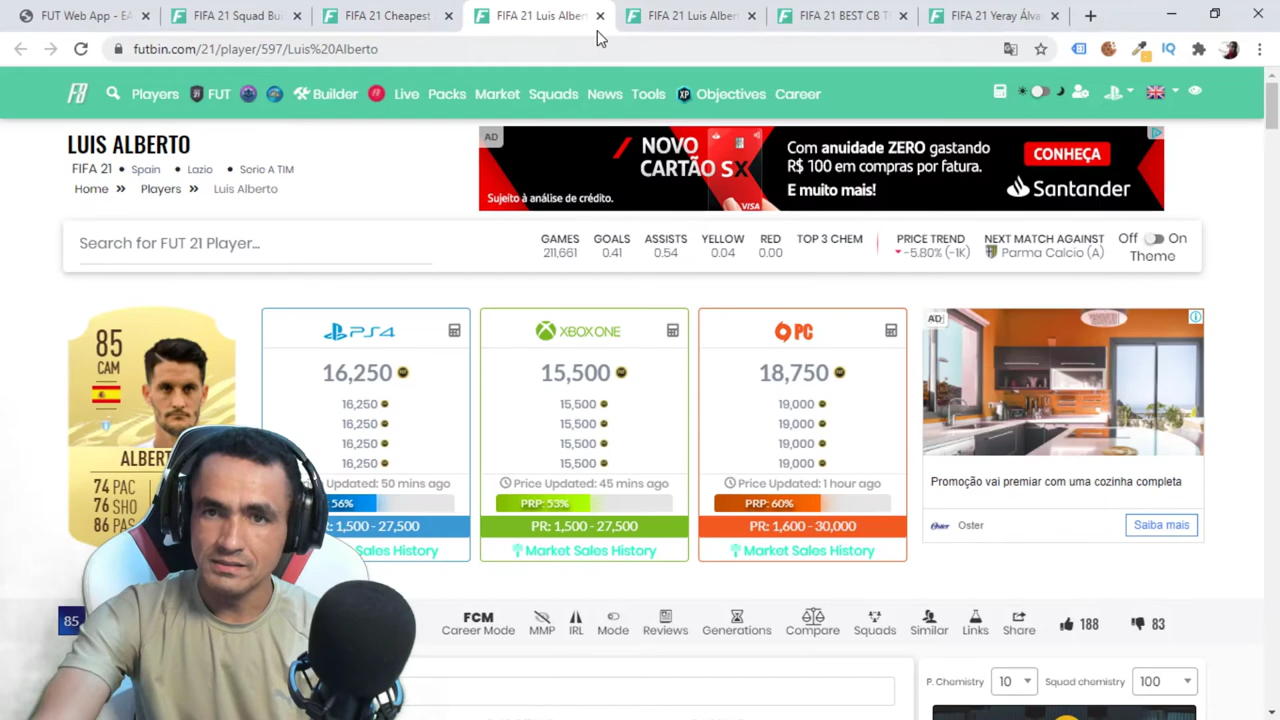 FUT Web App - EA
FIFA 21 Squad Bui
FIFA 21 Cheapest
FIFA 21 Luis Alber
FIFA 21 Luis Alber
FIFA 21 BEST CB T
FIFA 21 Yeray Álva
futbin.com/21/player/597/Luis%20Alberto
Players FUT Builder Live Packs Market Squads News Tools XP Objectives Career
LUIS ALBERTO
FIFA 21 • Spain • Lazio • Serie A TIM
Home » Players » Luis Alberto
AD
NOVO
CARTÃO SX
Sujeito à análise de crédito.
VISA
Com anuidade ZERO gastando
R$ 100 em compras por fatura.
E muito mais!
CONHEÇA
Santander
Search for FUT 21 Player...
GAMES GOALS ASSISTS YELLOW RED TOP 3 CHEM PRICE TREND NEXT MATCH AGAINST Off On
211,661 0.41 0.54 0.04 0.00 -5.80% (-1K) Parma Calcio (A) Theme
85
CAM
ALBERT
74 PAC
76 SHO
86 PAS
PS4
16,250
16,250
16,250
16,250
16,250
Updated: 50 mins ago
56%
: 1,500 - 27,500
Sales History
XBOX ONE
15,500
15,500
15,500
15,500
15,500
Price Updated: 45 mins ago
PRP: 53%
PR: 1,500 - 27,500
Market Sales History
PC
18,750
19,000
19,000
19,000
19,000
Price Updated: 1 hour ago
PRP: 60%
PR: 1,600 - 30,000
Market Sales History
AD
Promoção vai premiar com uma cozinha completa
Oster Oster
Saiba mais
85
FCM
Career Mode MMP IRL Mode Reviews Generations Compare Squads Similar Links Share 188 83
P. Chemistry 10 Squad chemistry 100